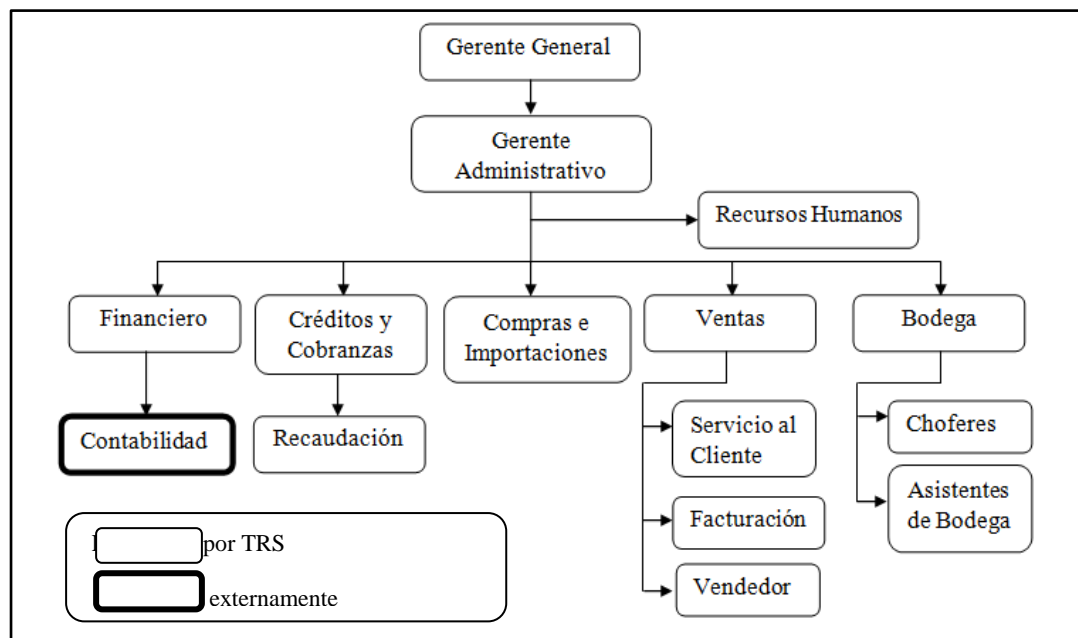 Gerente General
Gerente
Administrativo
Recursos Humanos
Financiero
Créditos y
Cobranzas
Compras e
Importaciones
Ventas
Bodega
Contabilidad
Recaudación
Servicio al
Cliente
Choferes
Facturación
Asistentes
de Bodega
Vendedor
por TRS
externamente